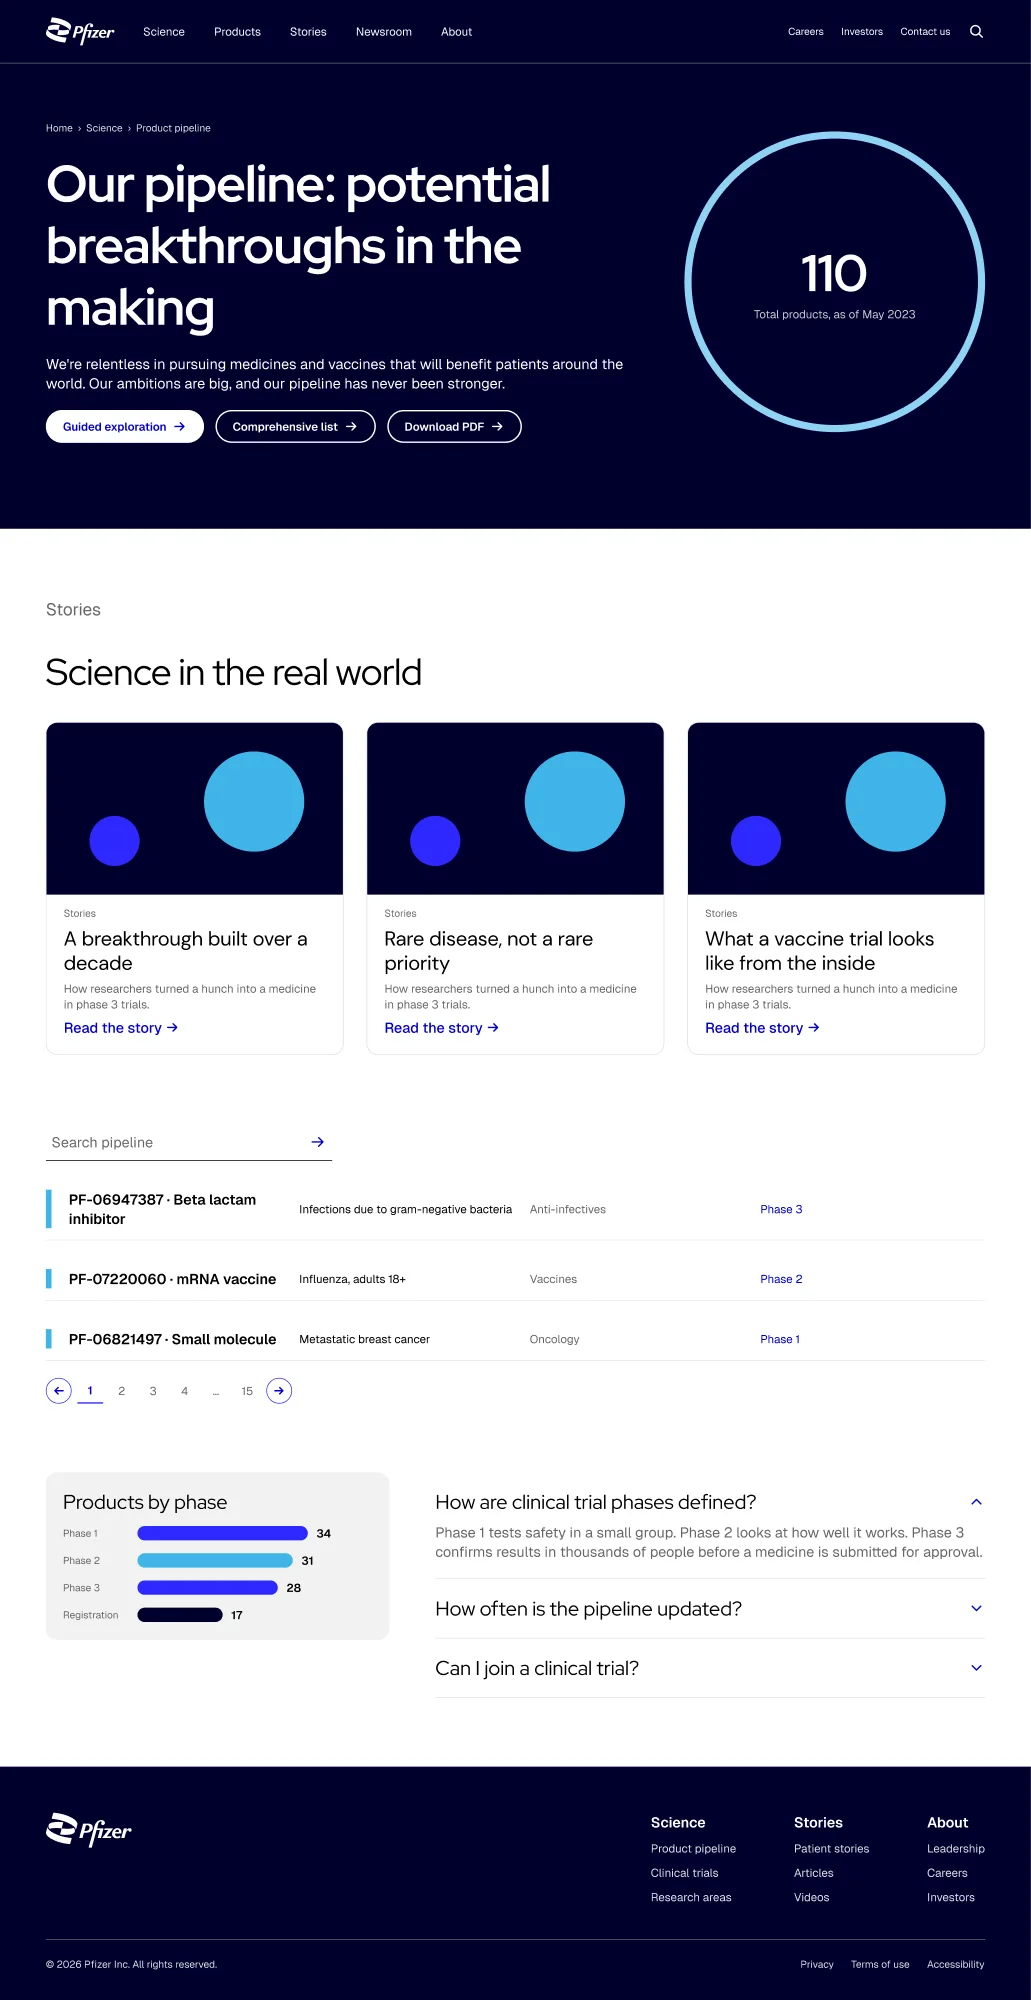 Pfizer
Science
Products
Stories
Newsroom
About
Careers
Investors
Contact us
Home › Science › Product pipeline
Our pipeline: potential
breakthroughs in the
making
We're relentless in pursuing medicines and vaccines that will benefit patients around the
world. Our ambitions are big, and our pipeline has never been stronger.
Guided exploration →
Comprehensive list →
Download PDF →
110
Total products, as of May 2023
Stories
Science in the real world
Stories
A breakthrough built over a
decade
How researchers turned a hunch into a medicine
in phase 3 trials.
Read the story →
Stories
Rare disease, not a rare
priority
How researchers turned a hunch into a medicine
in phase 3 trials.
Read the story →
Stories
What a vaccine trial looks
like from the inside
How researchers turned a hunch into a medicine
in phase 3 trials.
Read the story →
Search pipeline →
PF-06947387 · Beta lactam
inhibitor
Infections due to gram-negative bacteria
Anti-infectives
Phase 3
PF-07220060 · mRNA vaccine
Influenza, adults 18+
Vaccines
Phase 2
PF-06821497 · Small molecule
Metastatic breast cancer
Oncology
Phase 1
← 1 2 3 4 … 15 →
Products by phase
Phase 1 34
Phase 2 31
Phase 3 28
Registration 17
How are clinical trial phases defined?
Phase 1 tests safety in a small group. Phase 2 looks at how well it works. Phase 3
confirms results in thousands of people before a medicine is submitted for approval.
How often is the pipeline updated?
Can I join a clinical trial?
Pfizer
Science
Product pipeline
Clinical trials
Research areas
Stories
Patient stories
Articles
Videos
About
Leadership
Careers
Investors
© 2026 Pfizer Inc. All rights reserved.
Privacy
Terms of use
Accessibility